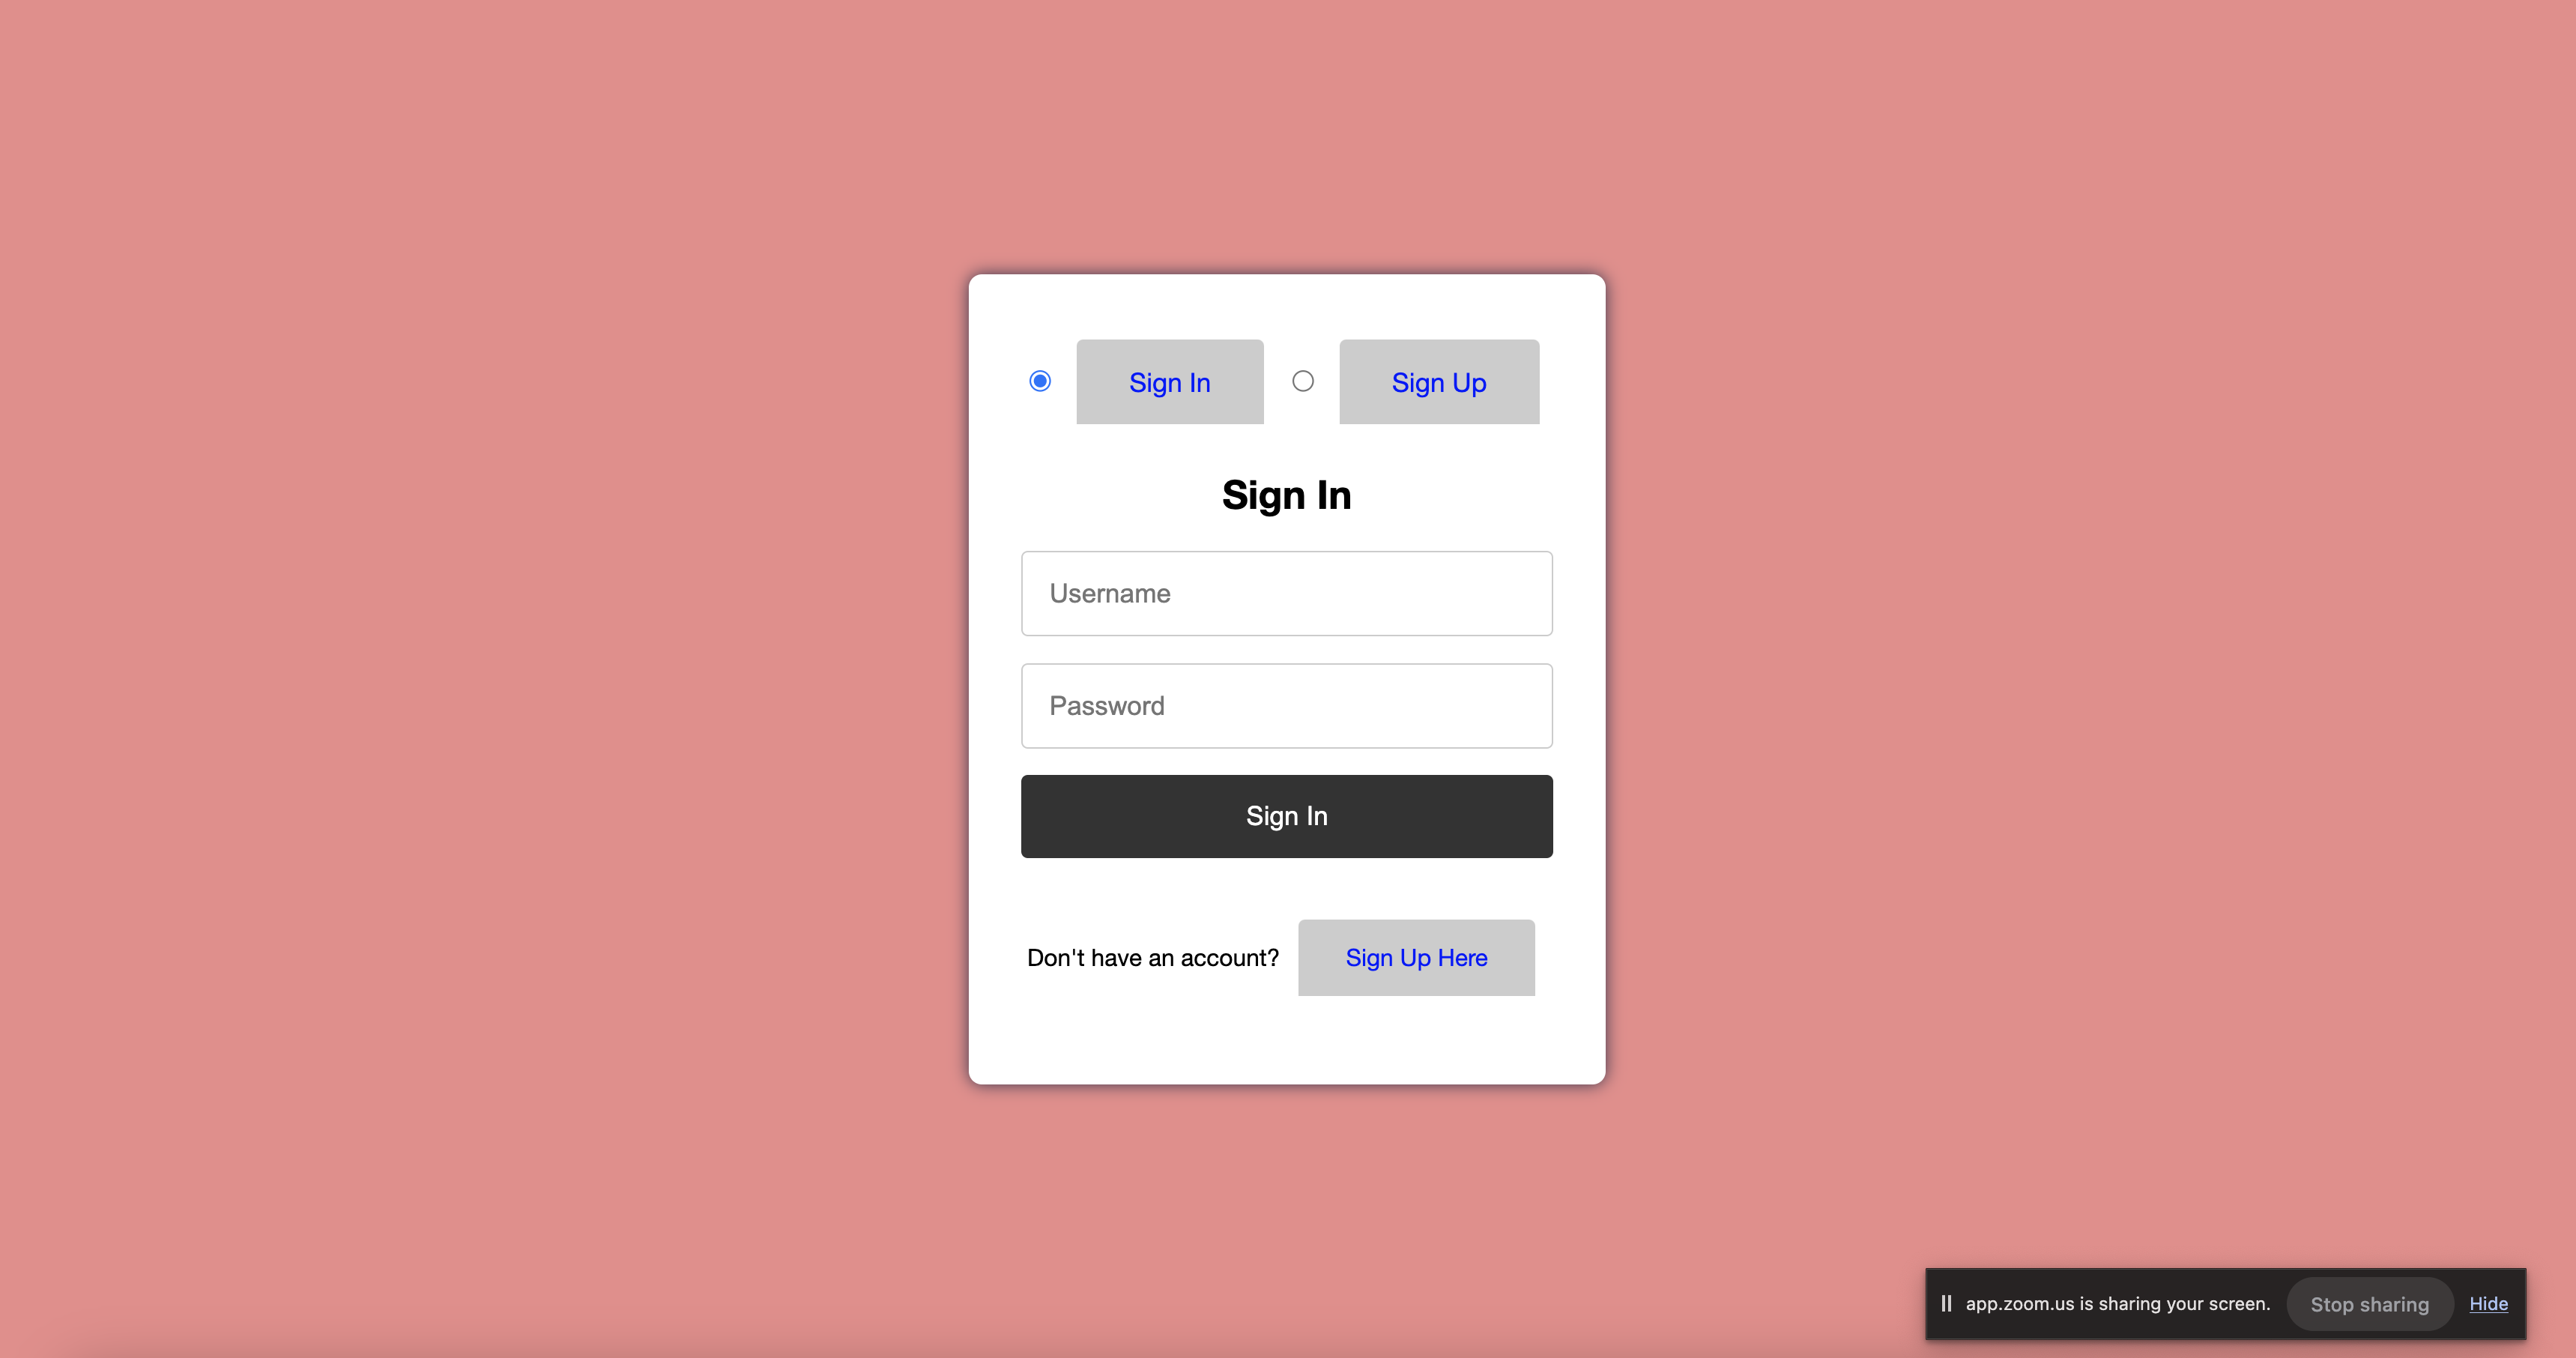 Sign In Sign Up
Sign In
Username
Password
Sign In
Don't have an account? Sign Up Here
app.zoom.us is sharing your screen. Stop sharing Hide